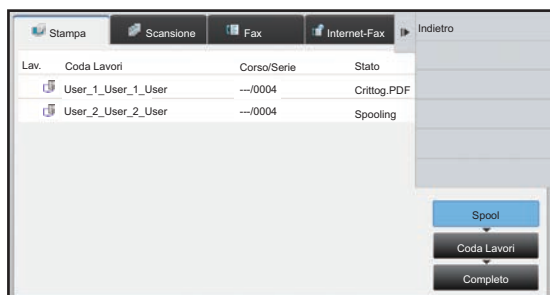 Stampa Scansione Fax Internet-Fax Indietro
Lav. Coda Lavori Corso/Serie Stato
User_1_User_1_User ---/0004 Crittog.PDF
User_2_User_2_User ---/0004 Spooling
Spool
Coda Lavori
Completo